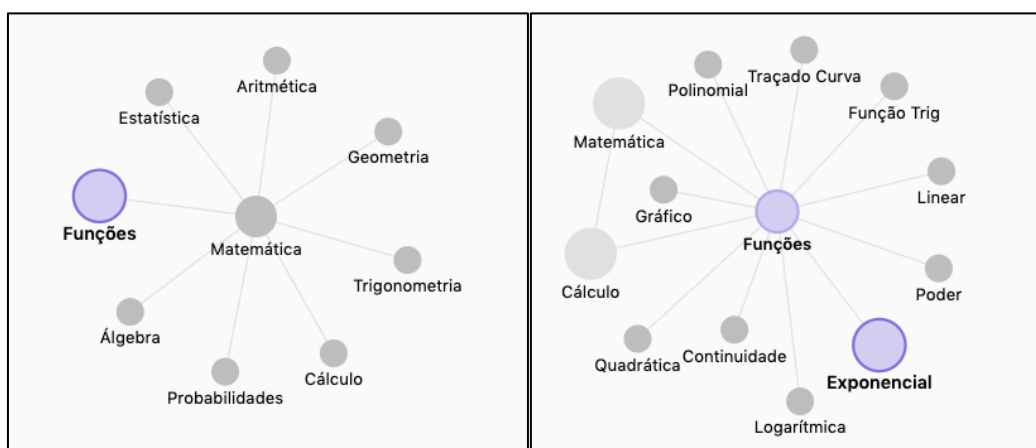 Aritmética
Estatística
Geometria
Funções
Matemática
Trigonometria
Álgebra
Cálculo
Probabilidades
Traçado Curva
Polinomial
Função Trig
Matemática
Linear
Gráfico
Funções
Cálculo
Poder
Continuidade
Quadrática
Exponencial
Logarítmica